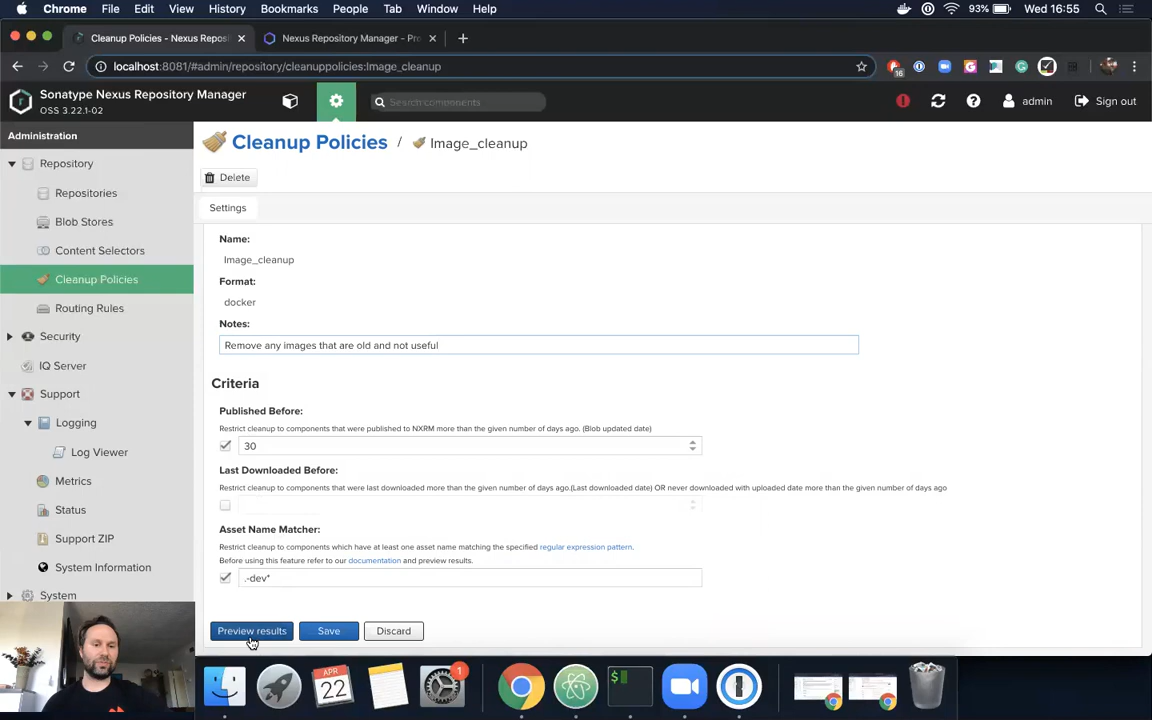 Chrome File Edit View History Bookmarks People Tab Window Help 93% Wed 16:55
Cleanup Policies - Nexus Reposi Nexus Repository Manager - Pro
localhost:8081/#admin/repository/cleanuppolicies:Image_cleanup 16
Sonatype Nexus Repository Manager
OSS 3.22.1-02
Search components
admin Sign out
Administration
Repository
Repositories
Blob Stores
Content Selectors
Cleanup Policies
Routing Rules
Security
IQ Server
Support
Logging
Log Viewer
Metrics
Status
Support ZIP
System Information
System
Cleanup Policies / Image_cleanup
Delete
Settings
Name:
Image_cleanup
Format:
docker
Notes:
Remove any images that are old and not useful
Criteria
Published Before:
Restrict cleanup to components that were published to NXRM more than the given number of days ago. (Blob updated date)
30
Last Downloaded Before:
Restrict cleanup to components that were last downloaded more than the given number of days ago.(Last downloaded date) OR never downloaded with uploaded date more than the given number of days ago
Asset Name Matcher:
Restrict cleanup to components which have at least one asset name matching the specified regular expression pattern.
Before using this feature refer to our documentation and preview results.
.-dev*
Preview results Save Discard
APR
22
1
$